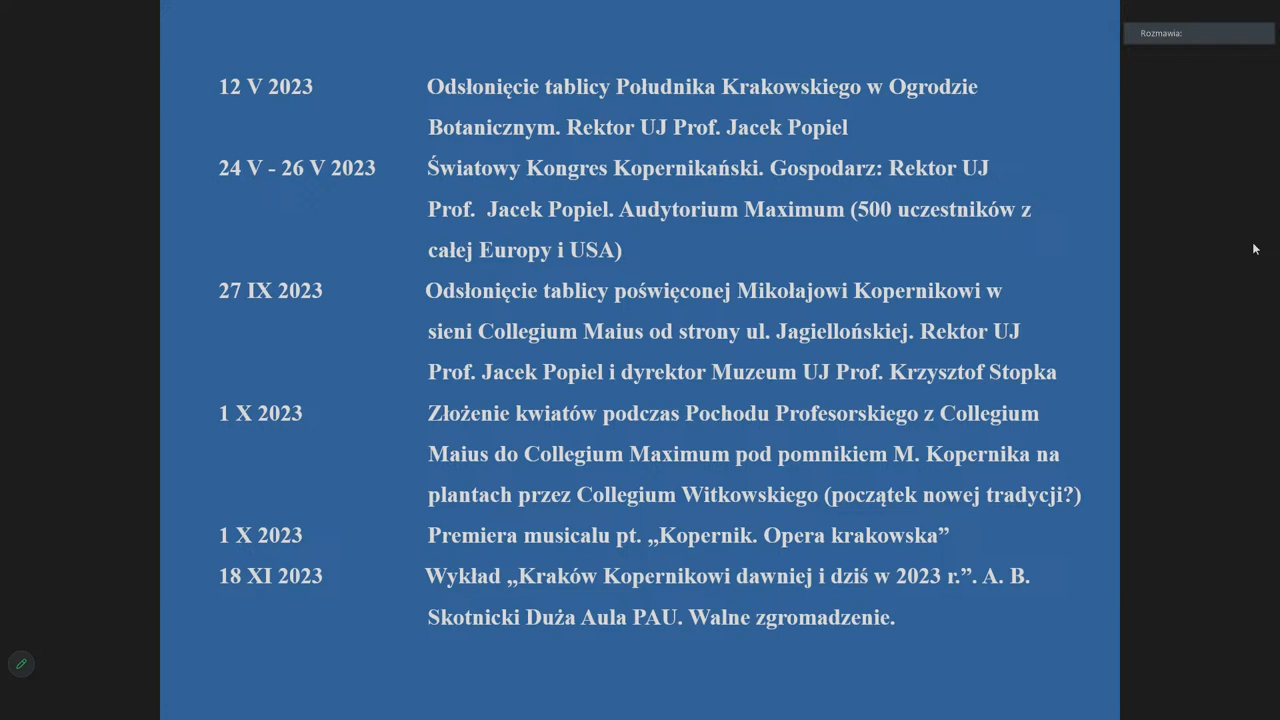 Rozmawia:
12 V 2023 Odsłonięcie tablicy Południka Krakowskiego w Ogrodzie
Botanicznym. Rektor UJ Prof. Jacek Popiel
24 V - 26 V 2023 Światowy Kongres Kopernikański. Gospodarz: Rektor UJ
Prof. Jacek Popiel. Audytorium Maximum (500 uczestników z
całej Europy i USA)
27 IX 2023 Odsłonięcie tablicy poświęconej Mikołajowi Kopernikowi w
sieni Collegium Maius od strony ul. Jagiellońskiej. Rektor UJ
Prof. Jacek Popiel i dyrektor Muzeum UJ Prof. Krzysztof Stopka
1 X 2023 Złożenie kwiatów podczas Pochodu Profesorskiego z Collegium
Maius do Collegium Maximum pod pomnikiem M. Kopernika na
plantach przez Collegium Witkowskiego (początek nowej tradycji?)
1 X 2023 Premiera musicalu pt. „Kopernik. Opera krakowska”
18 XI 2023 Wykład „Kraków Kopernikowi dawniej i dziś w 2023 r.”. A. B.
Skotnicki Duża Aula PAU. Walne zgromadzenie.